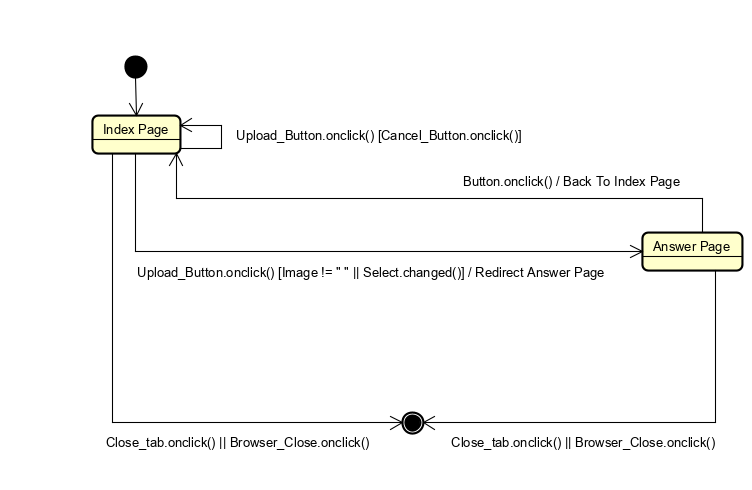 Index Page
Upload_Button.onclick() [Cancel_Button.onclick()]
Button.onclick() / Back To Index Page
Answer Page
Upload_Button.onclick() [Image != " " || Select.changed()] / Redirect Answer Page
Close_tab.onclick() || Browser_Close.onclick()
Close_tab.onclick() || Browser_Close.onclick()